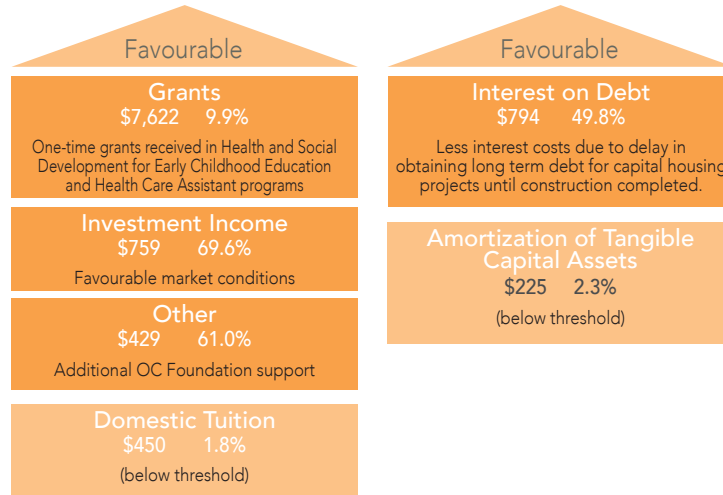 Favourable
Grants
$7,622 9.9%
One-time grants received in Health and Social
Development for Early Childhood Education
and Health Care Assistant programs
Investment Income
$759 69.6%
Favourable market conditions
Other
$429 61.0%
Additional OC Foundation support
Domestic Tuition
$450 1.8%
(below threshold)
Favourable
Interest on Debt
$794 49.8%
Less interest costs due to delay in
obtaining long term debt for capital housing
projects until construction completed.
Amortization of Tangible
Capital Assets
$225 2.3%
(below threshold)